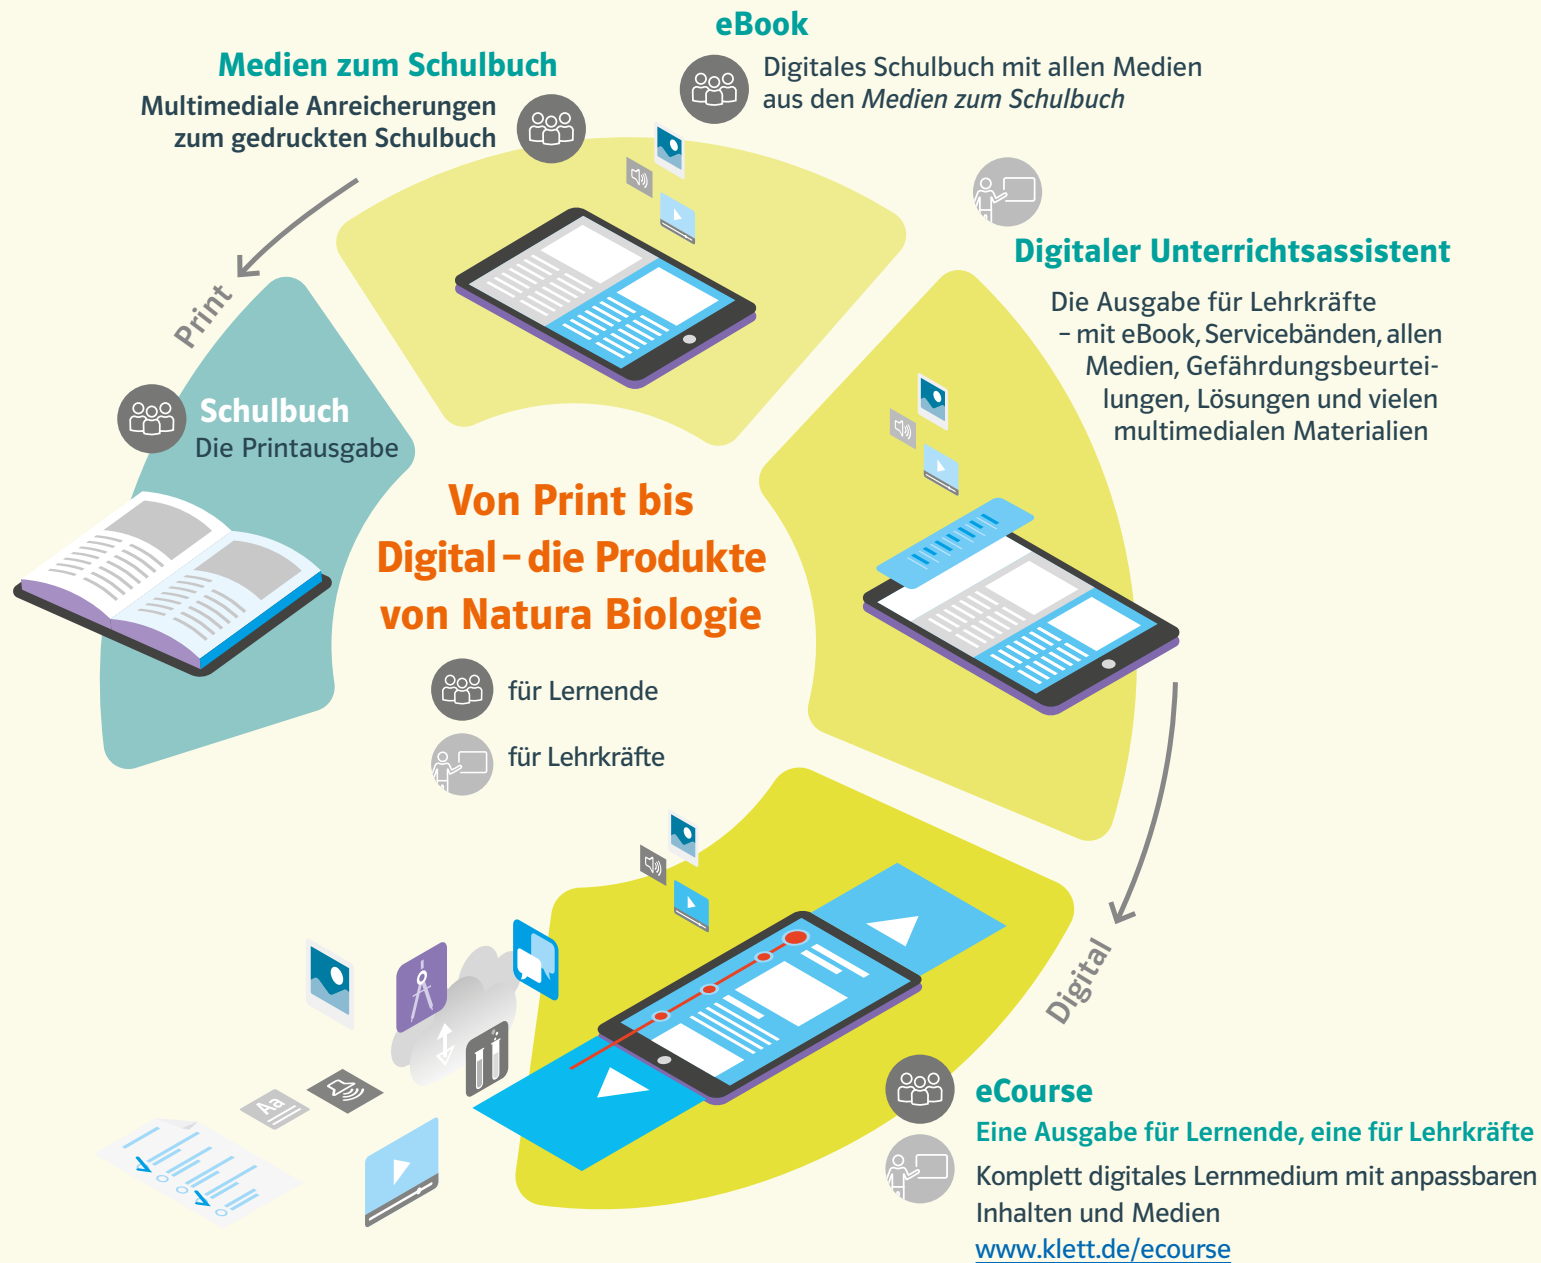 eBook
Digitales Schulbuch mit allen Medien
aus den Medien zum Schulbuch
Medien zum Schulbuch
Multimediale Anreicherungen
zum gedruckten Schulbuch
Print
Schulbuch
Die Printausgabe
Digitaler Unterrichtsassistent
Die Ausgabe für Lehrkräfte
– mit eBook, Servicebänden, allen
Medien, Gefährdungsbeurtei-
lungen, Lösungen und vielen
multimedialen Materialien
Von Print bis
Digital – die Produkte
von Natura Biologie
für Lernende
für Lehrkräfte
Digital
Aa
eCourse
Eine Ausgabe für Lernende, eine für Lehrkräfte
Komplett digitales Lernmedium mit anpassbaren
Inhalten und Medien
www.klett.de/ecourse